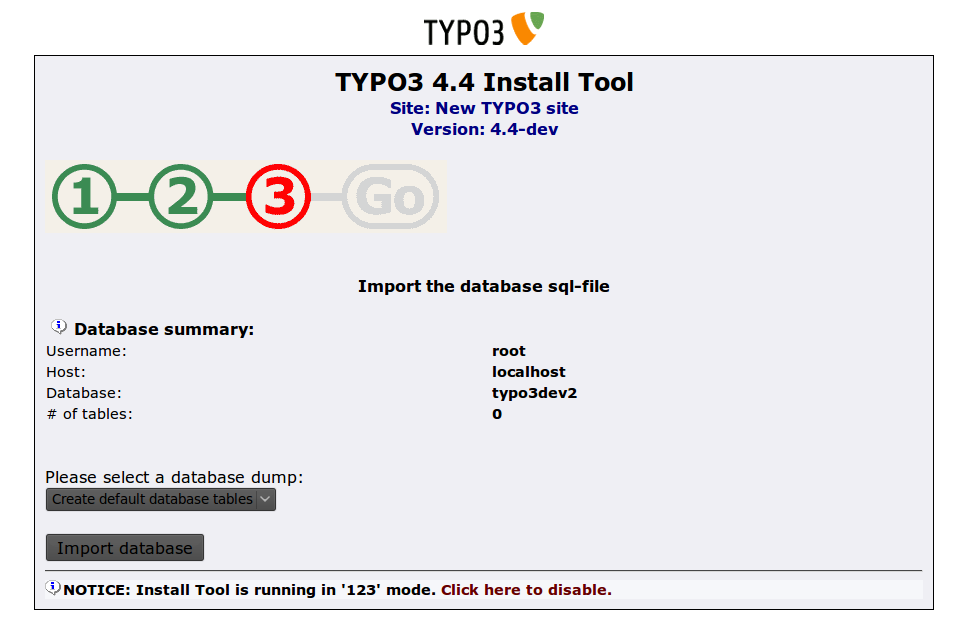 TYPO3
TYPO3 4.4 Install Tool
Site: New TYPO3 site
Version: 4.4-dev
1 2 3 Go
Import the database sql-file
Database summary:
Username: root
Host: localhost
Database: typo3dev2
# of tables: 0
Please select a database dump:
Create default database tables
Import database
NOTICE: Install Tool is running in '123' mode. Click here to disable.